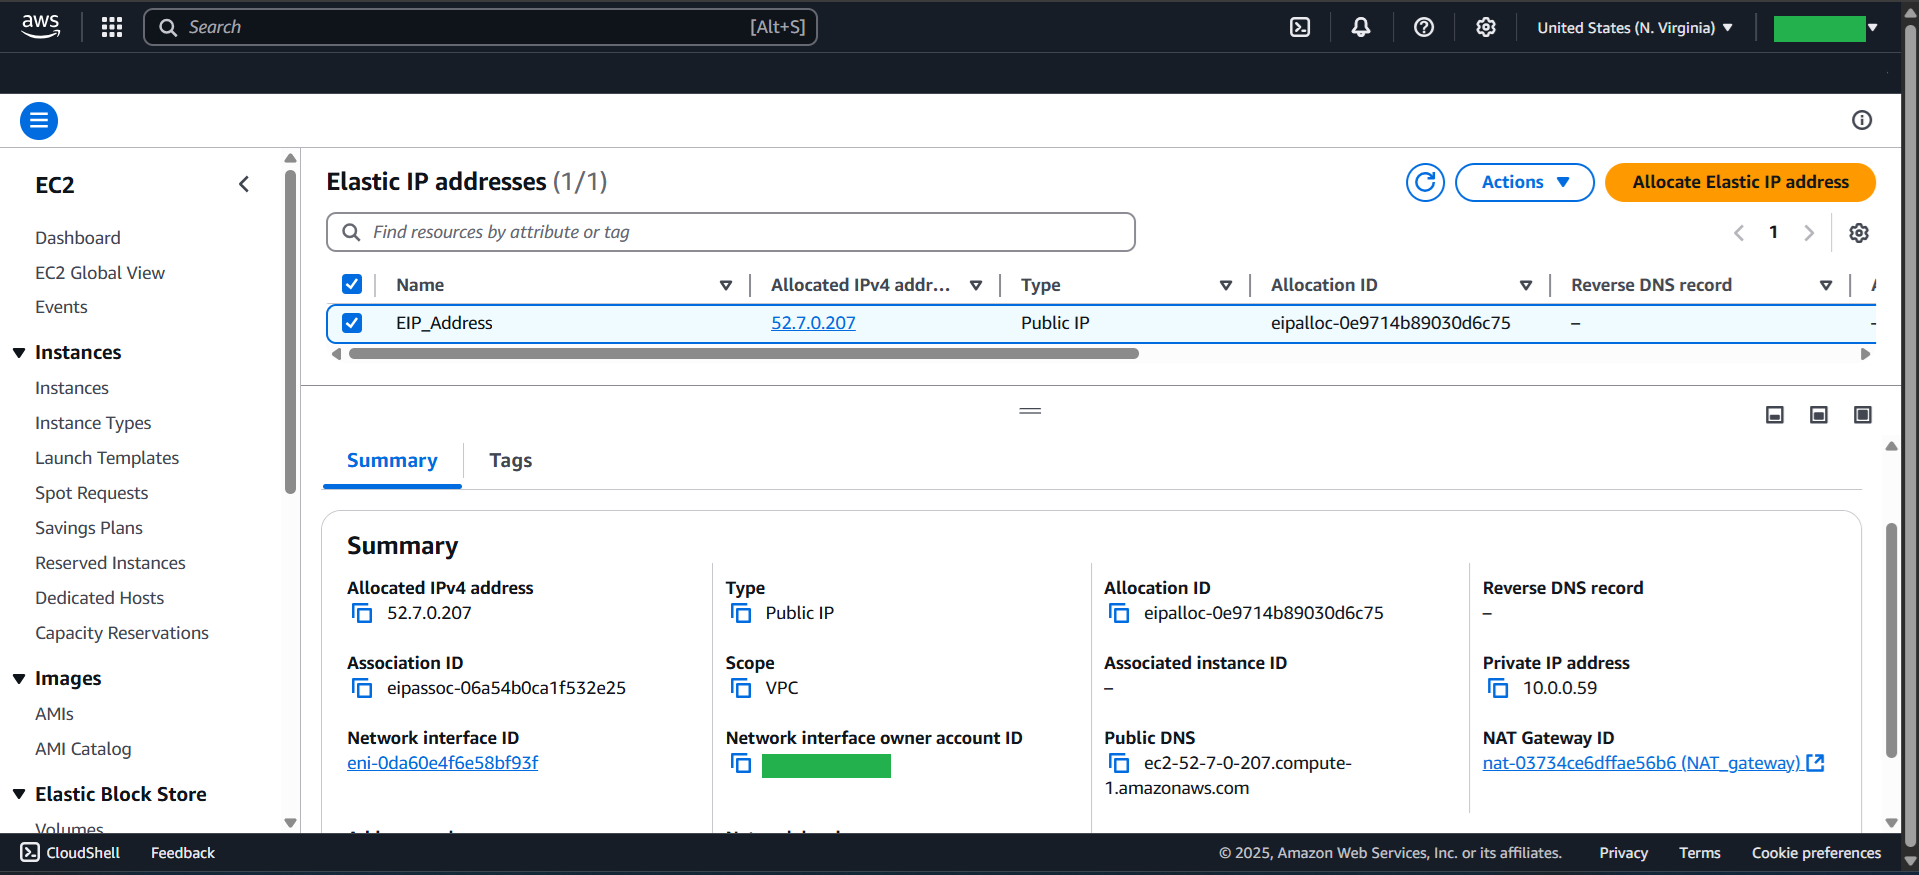 aws
Search [Alt+S]
United States (N. Virginia)
EC2
Dashboard
EC2 Global View
Events
Instances
Instances
Instance Types
Launch Templates
Spot Requests
Savings Plans
Reserved Instances
Dedicated Hosts
Capacity Reservations
Images
AMIs
AMI Catalog
Elastic Block Store
Volumes
Elastic IP addresses (1/1)
Actions
Allocate Elastic IP address
Find resources by attribute or tag
1
Name Allocated IPv4 addr... Type Allocation ID Reverse DNS record
EIP_Address 52.7.0.207 Public IP eipalloc-0e9714b89030d6c75 –
Summary Tags
Summary
Allocated IPv4 address
52.7.0.207
Type
Public IP
Allocation ID
eipalloc-0e9714b89030d6c75
Reverse DNS record
–
Association ID
eipassoc-06a54b0ca1f532e25
Scope
VPC
Associated instance ID
–
Private IP address
10.0.0.59
Network interface ID
eni-0da60e4f6e58bf93f
Network interface owner account ID
Public DNS
ec2-52-7-0-207.compute-
1.amazonaws.com
NAT Gateway ID
nat-03734ce6dffae56b6 (NAT_gateway)
CloudShell Feedback
© 2025, Amazon Web Services, Inc. or its affiliates. Privacy Terms Cookie preferences